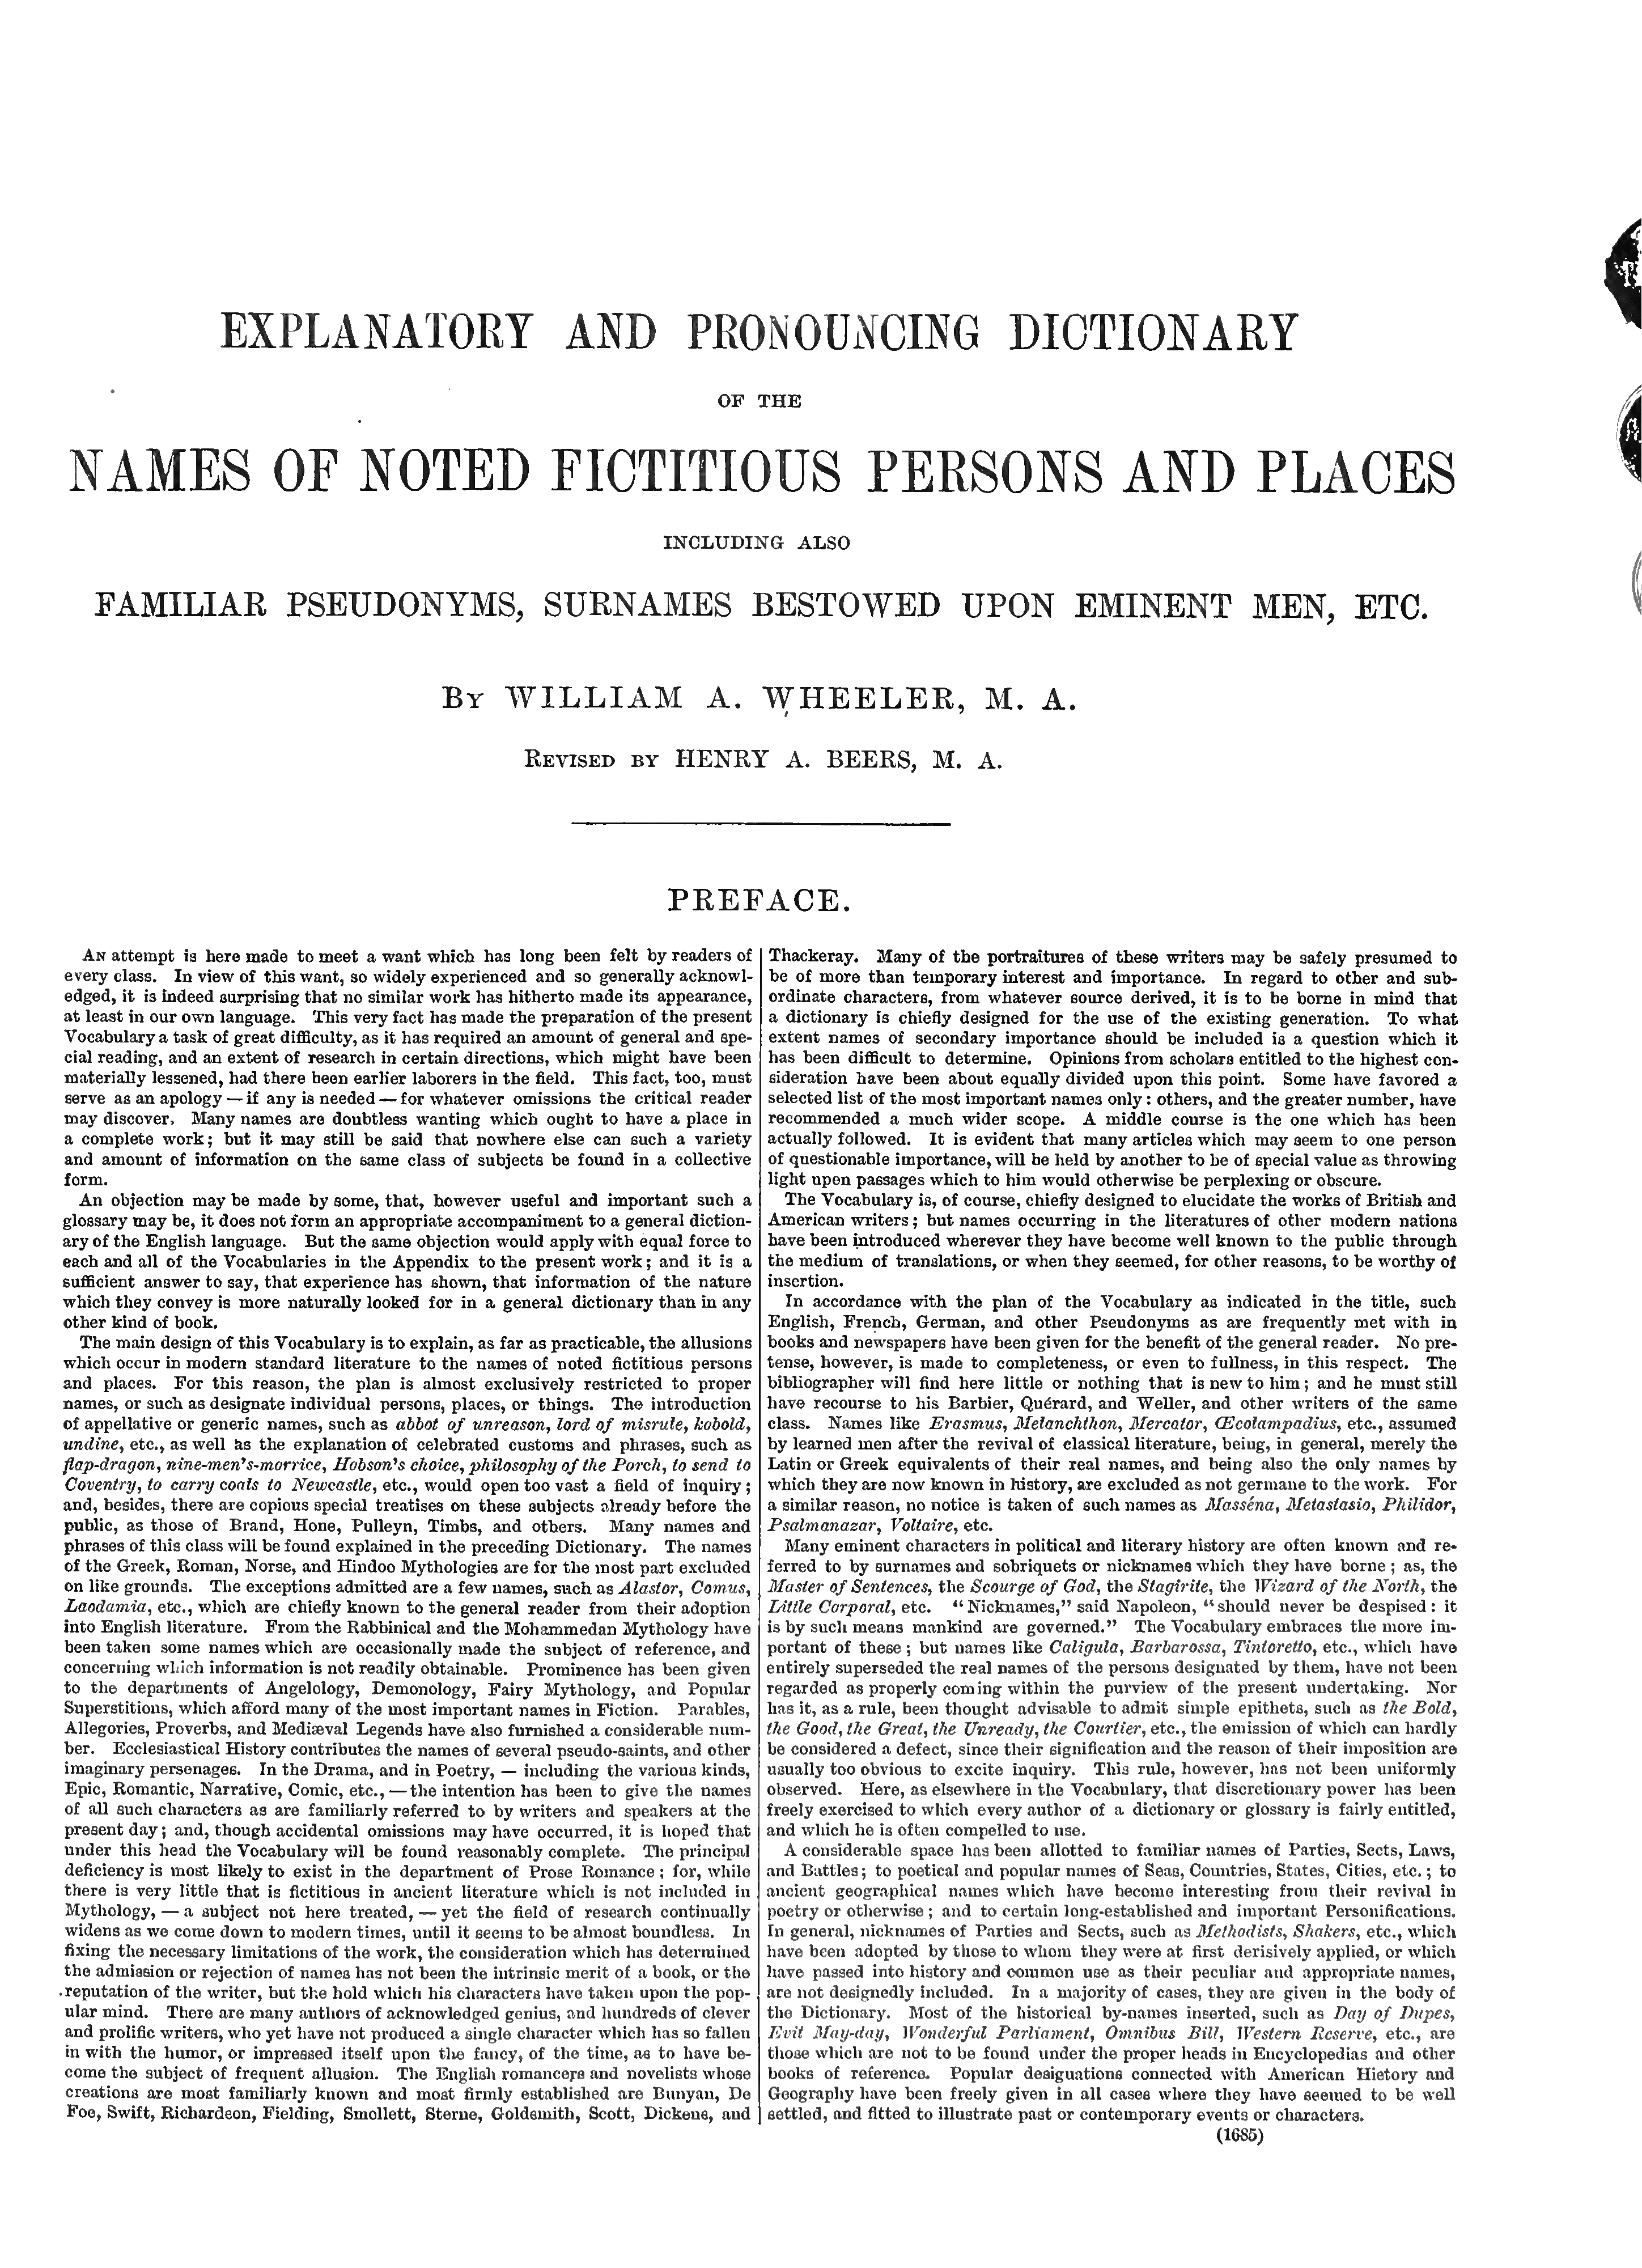 EXPLANATORY AND PRONOUNCING DICTIONARY
OF THE
NAMES OF NOTED FICTITIOUS PERSONS AND PLACES
INCLUDING ALSO
FAMILIAR PSEUDONYMS, SURNAMES BESTOWED UPON EMINENT MEN, ETC.
BY WILLIAM A. WHEELER, M. A.
REVISED BY HENRY A. BEERS, M. A.
PREFACE.
AN attempt is here made to meet a want which has long been felt by readers of
every class. In view of this want, so widely experienced and so generally acknowl-
edged, it is indeed surprising that no similar work has hitherto made its appearance,
at least in our own language. This very fact has made the preparation of the present
Vocabulary a task of great difficulty, as it has required an amount of general and spe-
cial reading, and an extent of research in certain directions, which might have been
materially lessened, had there been earlier laborers in the field. This fact, too, must
serve as an apology — if any is needed — for whatever omissions the critical reader
may discover. Many names are doubtless wanting which ought to have a place in
a complete work; but it may still be said that nowhere else can such a variety
and amount of information on the same class of subjects be found in a collective
form.
An objection may be made by some, that, however useful and important such a
glossary may be, it does not form an appropriate accompaniment to a general diction-
ary of the English language. But the same objection would apply with equal force to
each and all of the Vocabularies in the Appendix to the present work; and it is a
sufficient answer to say, that experience has shown, that information of the nature
which they convey is more naturally looked for in a general dictionary than in any
other kind of book.
The main design of this Vocabulary is to explain, as far as practicable, the allusions
which occur in modern standard literature to the names of noted fictitious persons
and places. For this reason, the plan is almost exclusively restricted to proper
names, or such as designate individual persons, places, or things. The introduction
of appellative or generic names, such as abbot of unreason, lord of misrule, kobold,
undine, etc., as well as the explanation of celebrated customs and phrases, such as
flap-dragon, nine-men's-morrice, Hobson's choice, philosophy of the Porch, to send to
Coventry, to carry coals to Newcastle, etc., would open too vast a field of inquiry;
and, besides, there are copious special treatises on these subjects already before the
public, as those of Brand, Hone, Pulleyn, Timbs, and others. Many names and
phrases of this class will be found explained in the preceding Dictionary. The names
of the Greek, Roman, Norse, and Hindoo Mythologies are for the most part excluded
on like grounds. The exceptions admitted are a few names, such as Alastor, Comus,
Laodamia, etc., which are chiefly known to the general reader from their adoption
into English literature. From the Rabbinical and the Mohammedan Mythology have
been taken some names which are occasionally made the subject of reference, and
concerning which information is not readily obtainable. Prominence has been given
to the departments of Angelology, Demonology, Fairy Mythology, and Popular
Superstitions, which afford many of the most important names in Fiction. Parables,
Allegories, Proverbs, and Mediæval Legends have also furnished a considerable num-
ber. Ecclesiastical History contributes the names of several pseudo-saints, and other
imaginary personages. In the Drama, and in Poetry, — including the various kinds,
Epic, Romantic, Narrative, Comic, etc., — the intention has been to give the names
of all such characters as are familiarly referred to by writers and speakers at the
present day; and, though accidental omissions may have occurred, it is hoped that
under this head the Vocabulary will be found reasonably complete. The principal
deficiency is most likely to exist in the department of Prose Romance; for, while
there is very little that is fictitious in ancient literature which is not included in
Mythology, — a subject not here treated, — yet the field of research continually
widens as we come down to modern times, until it seems to be almost boundless. In
fixing the necessary limitations of the work, the consideration which has determined
the admission or rejection of names has not been the intrinsic merit of a book, or the
reputation of the writer, but the hold which his characters have taken upon the pop-
ular mind. There are many authors of acknowledged genius, and hundreds of clever
and prolific writers, who yet have not produced a single character which has so fallen
in with the humor, or impressed itself upon the fancy, of the time, as to have be-
come the subject of frequent allusion. The English romancers and novelists whose
creations are most familiarly known and most firmly established are Bunyan, De
Foe, Swift, Richardson, Fielding, Smollett, Sterne, Goldsmith, Scott, Dickens, and
Thackeray. Many of the portraitures of these writers may be safely presumed to
be of more than temporary interest and importance. In regard to other and sub-
ordinate characters, from whatever source derived, it is to be borne in mind that
a dictionary is chiefly designed for the use of the existing generation. To what
extent names of secondary importance should be included is a question which it
has been difficult to determine. Opinions from scholars entitled to the highest con-
sideration have been about equally divided upon this point. Some have favored a
selected list of the most important names only: others, and the greater number, have
recommended a much wider scope. A middle course is the one which has been
actually followed. It is evident that many articles which may seem to one person
of questionable importance, will be held by another to be of special value as throwing
light upon passages which to him would otherwise be perplexing or obscure.
The Vocabulary is, of course, chiefly designed to elucidate the works of British and
American writers; but names occurring in the literatures of other modern nations
have been introduced wherever they have become well known to the public through
the medium of translations, or when they seemed, for other reasons, to be worthy of
insertion.
In accordance with the plan of the Vocabulary as indicated in the title, such
English, French, German, and other Pseudonyms as are frequently met with in
books and newspapers have been given for the benefit of the general reader. No pre-
tense, however, is made to completeness, or even to fullness, in this respect. The
bibliographer will find here little or nothing that is new to him; and he must still
have recourse to his Barbier, Quérard, and Weller, and other writers of the same
class. Names like Erasmus, Melanchthon, Mercator, Œcolampadius, etc., assumed
by learned men after the revival of classical literature, being, in general, merely the
Latin or Greek equivalents of their real names, and being also the only names by
which they are now known in history, are excluded as not germane to the work. For
a similar reason, no notice is taken of such names as Masséna, Metastasio, Philidor,
Psalmanazar, Voltaire, etc.
Many eminent characters in political and literary history are often known and re-
ferred to by surnames and sobriquets or nicknames which they have borne; as, the
Master of Sentences, the Scourge of God, the Stagirite, the Wizard of the North, the
Little Corporal, etc. "Nicknames," said Napoleon, "should never be despised: it
is by such means mankind are governed." The Vocabulary embraces the more im-
portant of these; but names like Caligula, Barbarossa, Tintoretto, etc., which have
entirely superseded the real names of the persons designated by them, have not been
regarded as properly coming within the purview of the present undertaking. Nor
has it, as a rule, been thought advisable to admit simple epithets, such as the Bold,
the Good, the Great, the Unready, the Courtier, etc., the omission of which can hardly
be considered a defect, since their signification and the reason of their imposition are
usually too obvious to excite inquiry. This rule, however, has not been uniformly
observed. Here, as elsewhere in the Vocabulary, that discretionary power has been
freely exercised to which every author of a dictionary or glossary is fairly entitled,
and which he is often compelled to use.
A considerable space has been allotted to familiar names of Parties, Sects, Laws,
and Battles; to poetical and popular names of Seas, Countries, States, Cities, etc.; to
ancient geographical names which have become interesting from their revival in
poetry or otherwise; and to certain long-established and important Personifications.
In general, nicknames of Parties and Sects, such as Methodists, Shakers, etc., which
have been adopted by those to whom they were at first derisively applied, or which
have passed into history and common use as their peculiar and appropriate names,
are not designedly included. In a majority of cases, they are given in the body of
the Dictionary. Most of the historical by-names inserted, such as Day of Dupes,
Evil May-day, Wonderful Parliament, Omnibus Bill, Western Reserve, etc., are
those which are not to be found under the proper heads in Encyclopedias and other
books of reference. Popular designations connected with American History and
Geography have been freely given in all cases where they have seemed to be well
settled, and fitted to illustrate past or contemporary events or characters.
(1685)